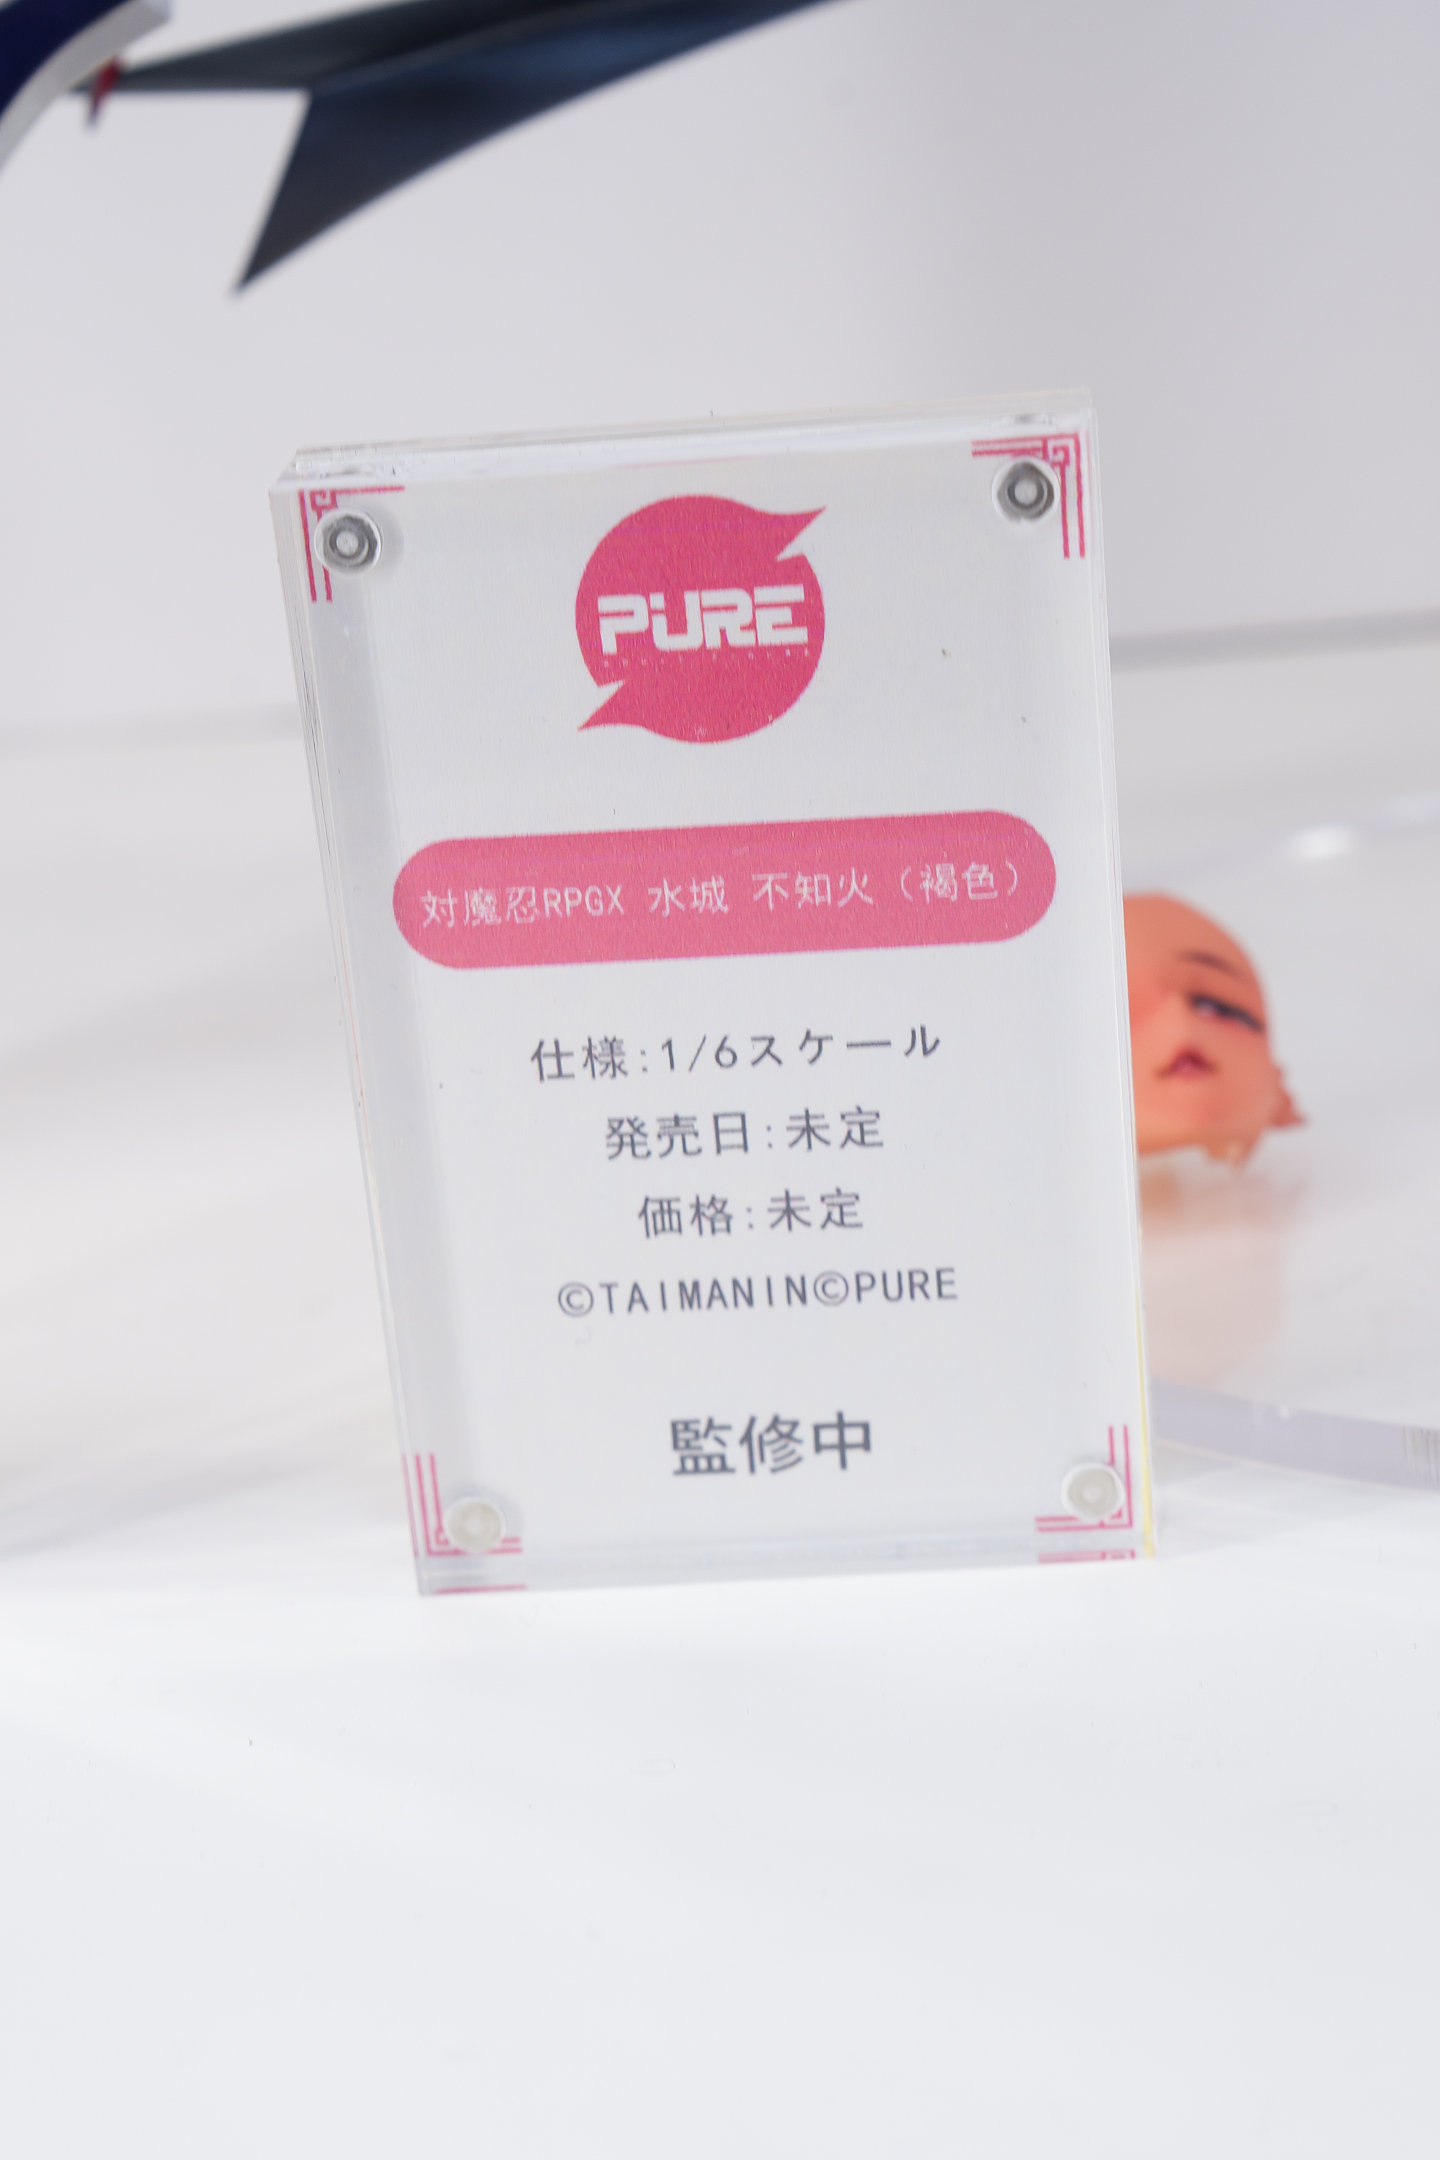 PURE
対魔忍RPGX 水城 不知火（褐色）
仕様:1/6スケール
発売日:未定
価格:未定
©TAIMANIN©PURE
監修中